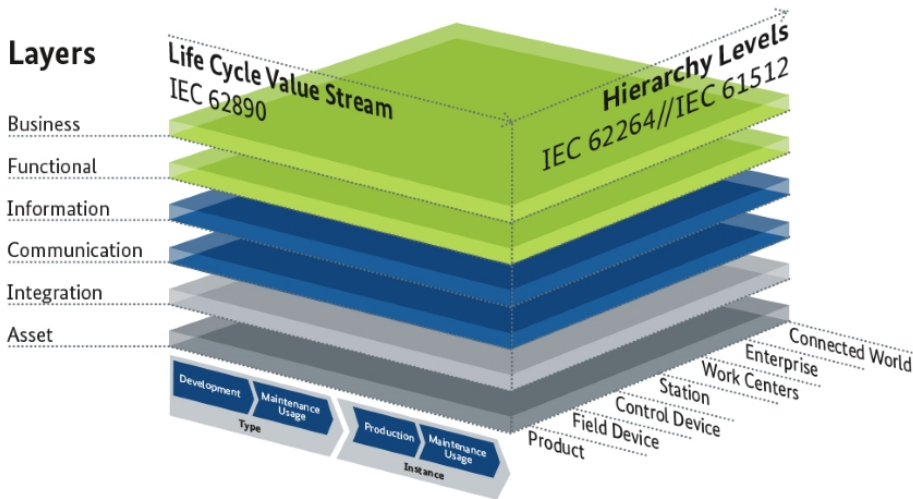 Layers
Life Cycle Value Stream
IEC 62890
Hierarchy Levels
IEC 62264//IEC 61512
Business
Functional
Information
Communication
Integration
Asset
Development
Maintenance
Usage
Type
Production
Maintenance
Usage
Instance
Connected World
Enterprise
Work Centers
Station
Control Device
Field Device
Product